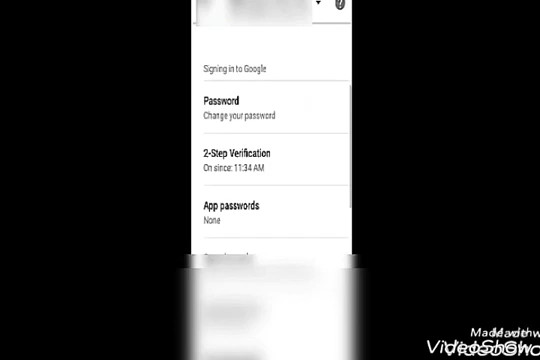 Signing in to Google
Password
Change your password
2-Step Verification
On since: 11:34 AM
App passwords
None
Made with
VideoShow